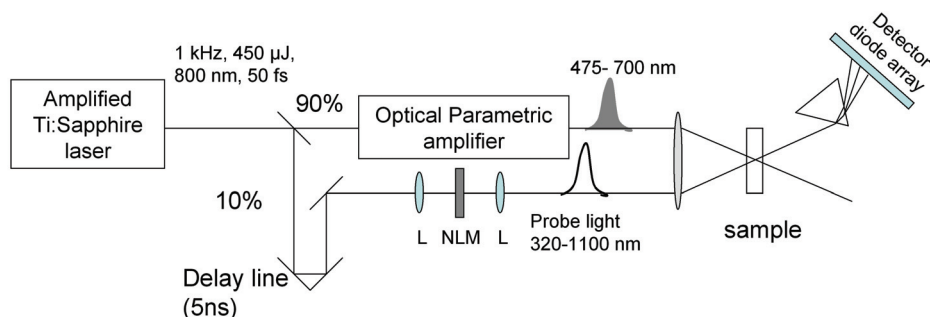 1 kHz, 450 µJ,
800 nm, 50 fs
Amplified
Ti:Sapphire
laser
90%
Optical Parametric
amplifier
475- 700 nm
Detector
diode array
10%
L
NLM
L
Probe light
320-1100 nm
sample
Delay line
(5ns)